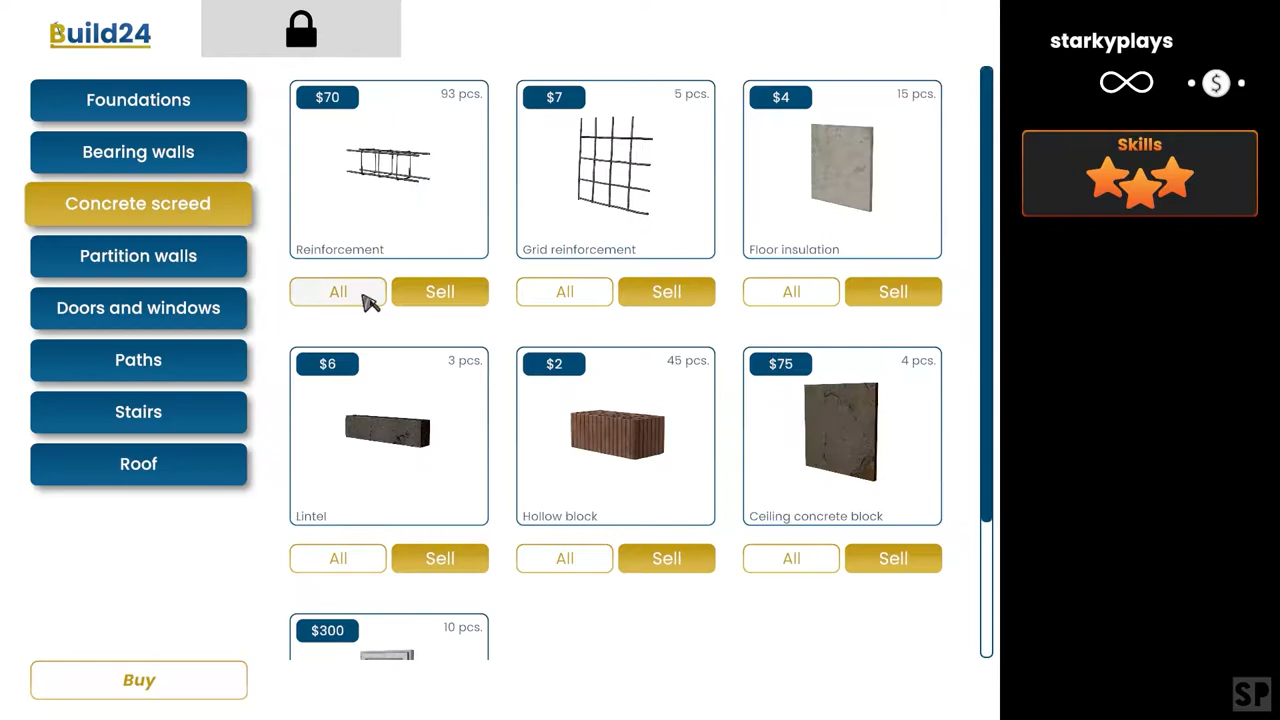 Build24
starkyplays
Foundations
Bearing walls
Concrete screed
Partition walls
Doors and windows
Paths
Stairs
Roof
Buy
$70
93 pcs.
Reinforcement
$7
5 pcs.
Grid reinforcement
$4
15 pcs.
Floor insulation
All
Sell
All
Sell
All
Sell
$6
3 pcs.
Lintel
$2
45 pcs.
Hollow block
$75
4 pcs.
Ceiling concrete block
All
Sell
All
Sell
All
Sell
$300
10 pcs.
$
Skills
SP